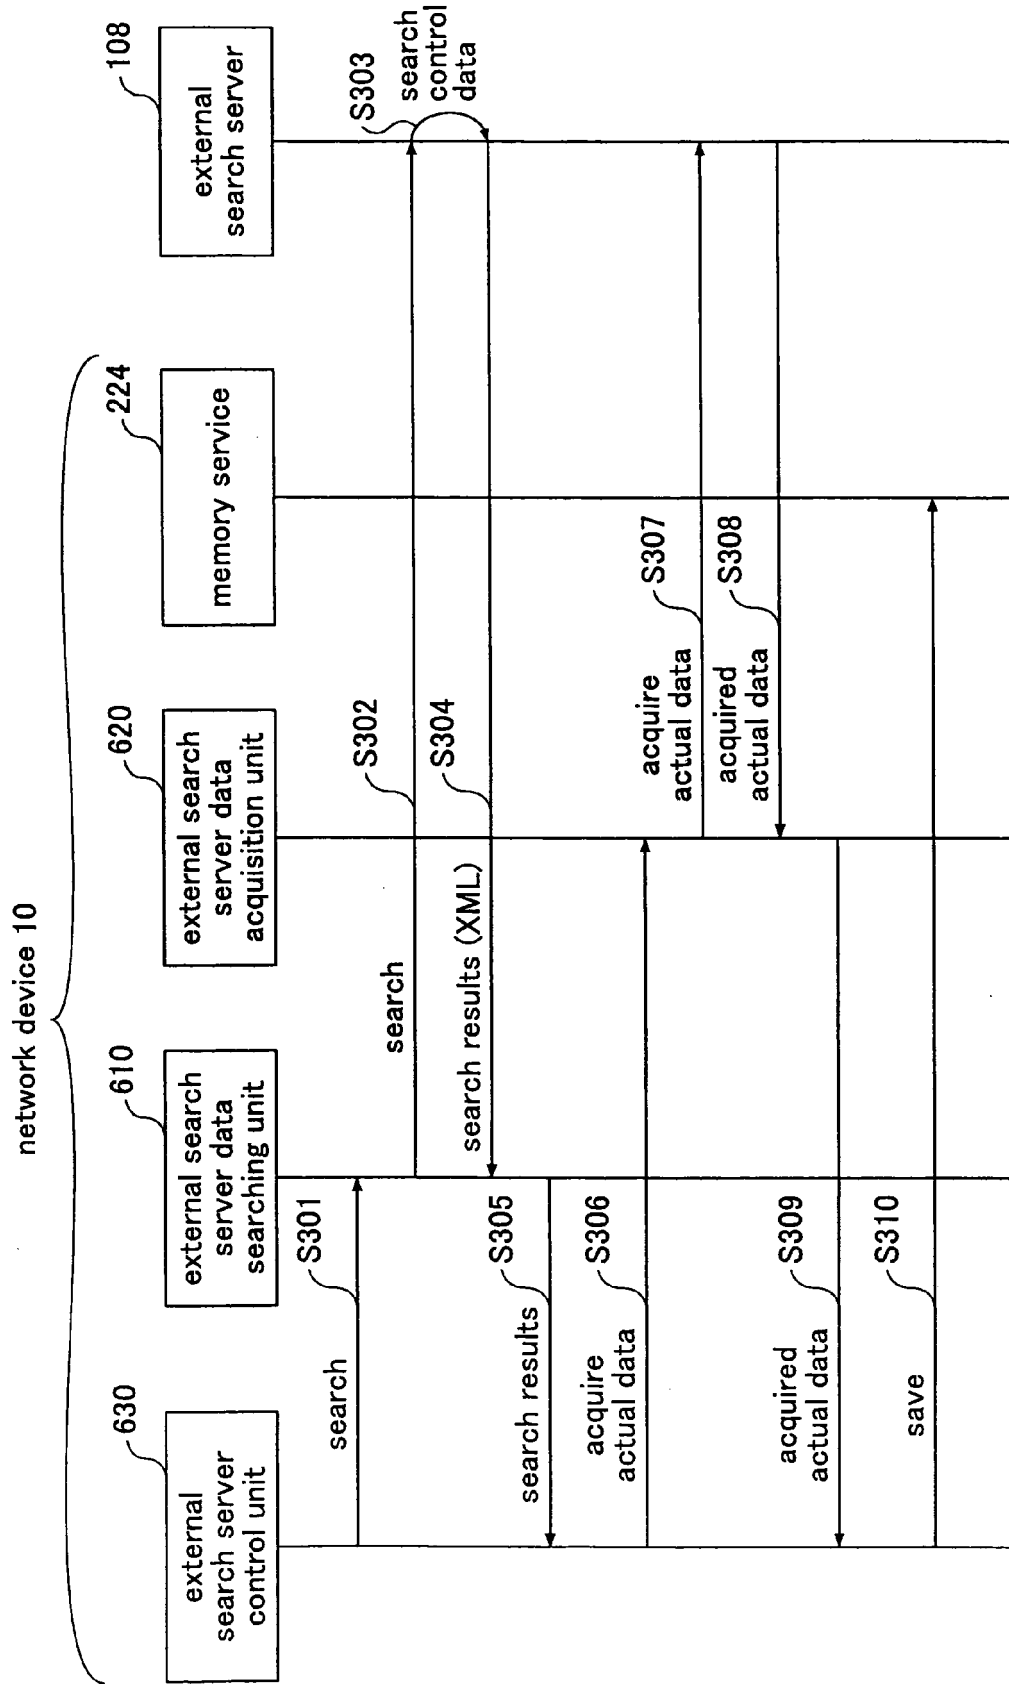 network device 10
630
external
search server
control unit
610
external search
server data
searching unit
620
external search
server data
acquisition unit
224
memory service
108
external
search server
S301
search
S302
search
S303
search
control
data
S304
search results (XML)
S305
search results
S306
acquire
actual data
S307
acquire
actual data
S308
acquired
actual data
S309
acquired
actual data
S310
save